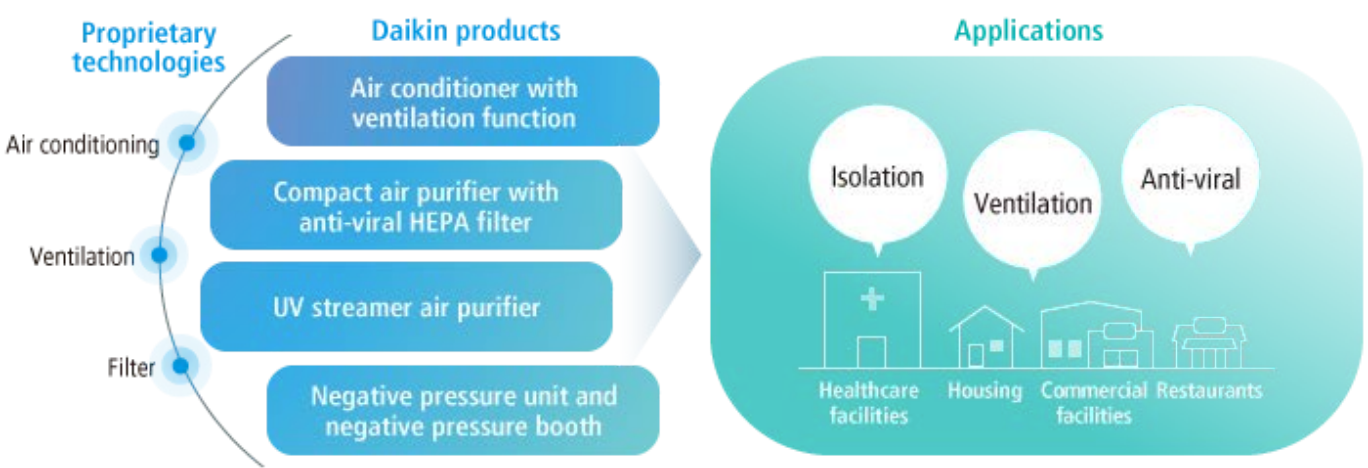 Proprietary
technologies
Air conditioning
Ventilation
Filter
Daikin products
Air conditioner with
ventilation function
Compact air purifier with
anti-viral HEPA filter
UV streamer air purifier
Negative pressure unit and
negative pressure booth
Applications
Isolation
Ventilation
Anti-viral
Healthcare
facilities
Housing
Commercial
facilities
Restaurants